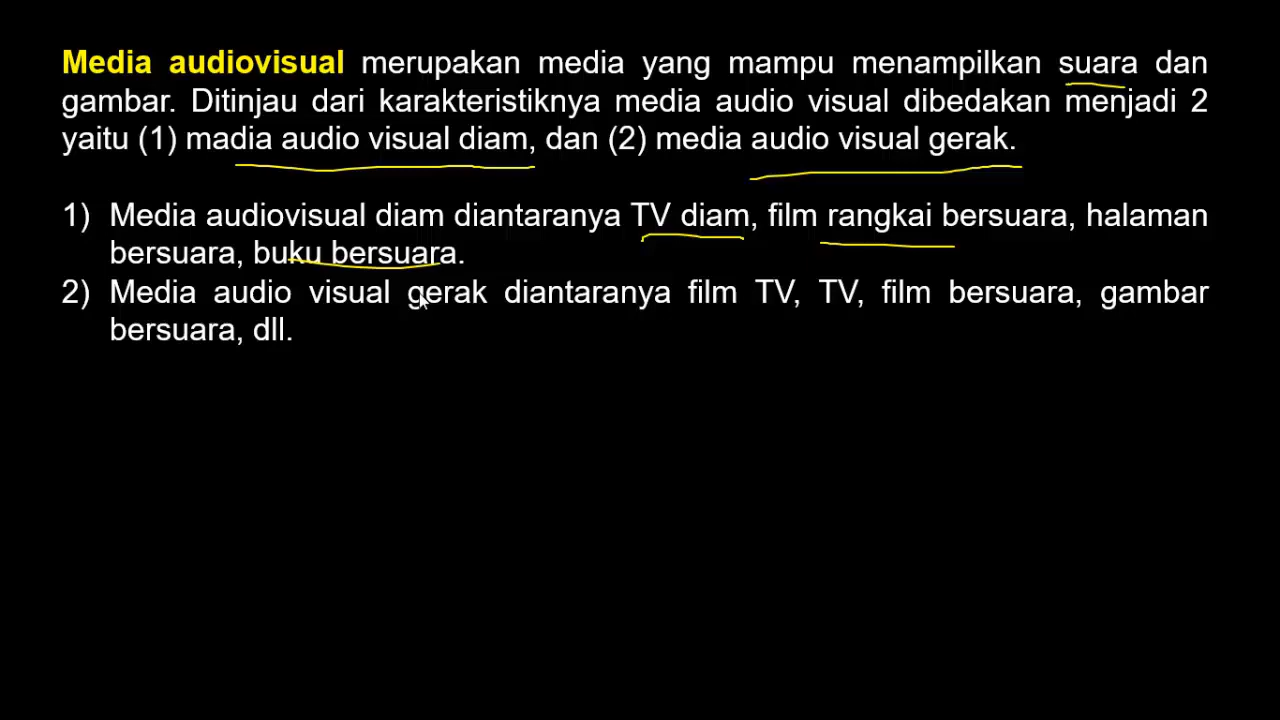 Media audiovisual merupakan media yang mampu menampilkan suara dan
gambar. Ditinjau dari karakteristiknya media audio visual dibedakan menjadi 2
yaitu (1) madia audio visual diam, dan (2) media audio visual gerak.
1) Media audiovisual diam diantaranya TV diam, film rangkai bersuara, halaman
bersuara, buku bersuara.
2) Media audio visual gerak diantaranya film TV, TV, film bersuara, gambar
bersuara, dll.